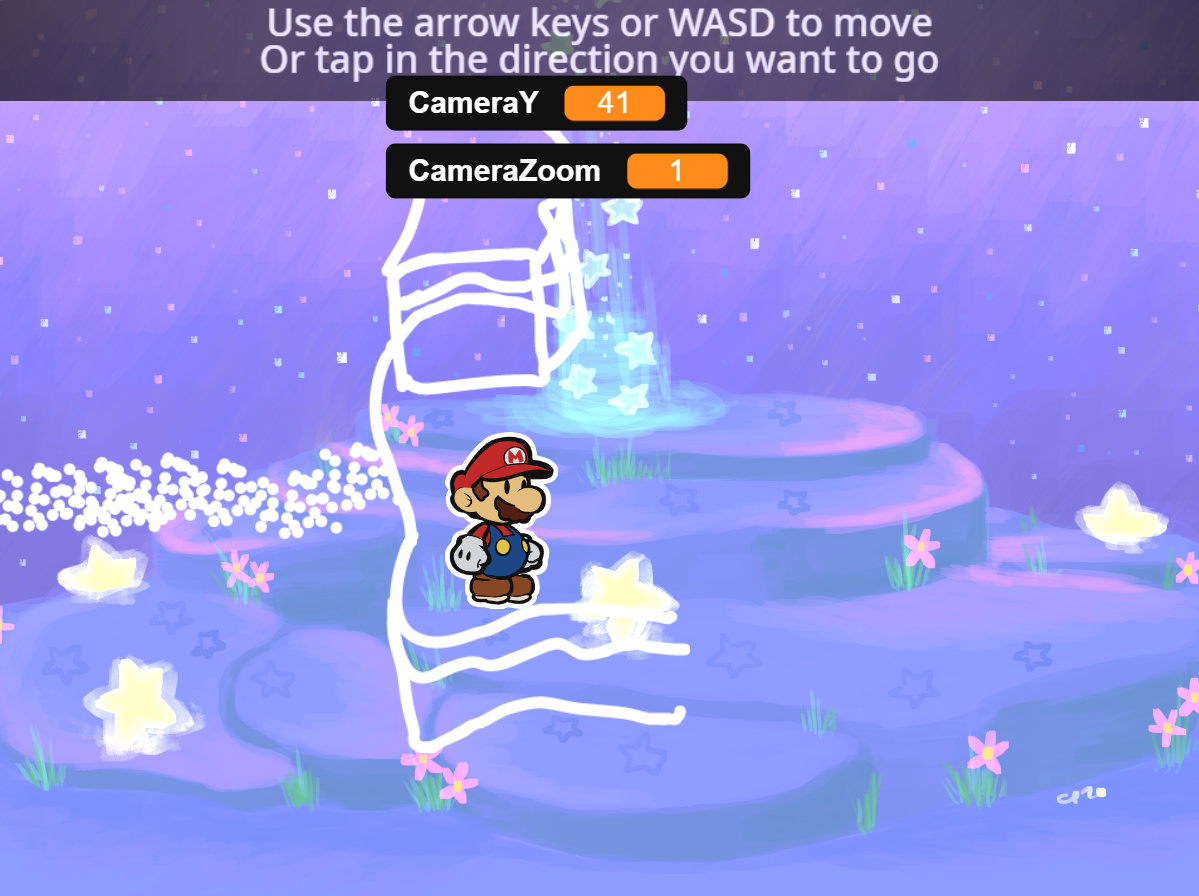 Use the arrow keys or WASD to move
Or tap in the direction you want to go
CameraY 41
CameraZoom 1
M